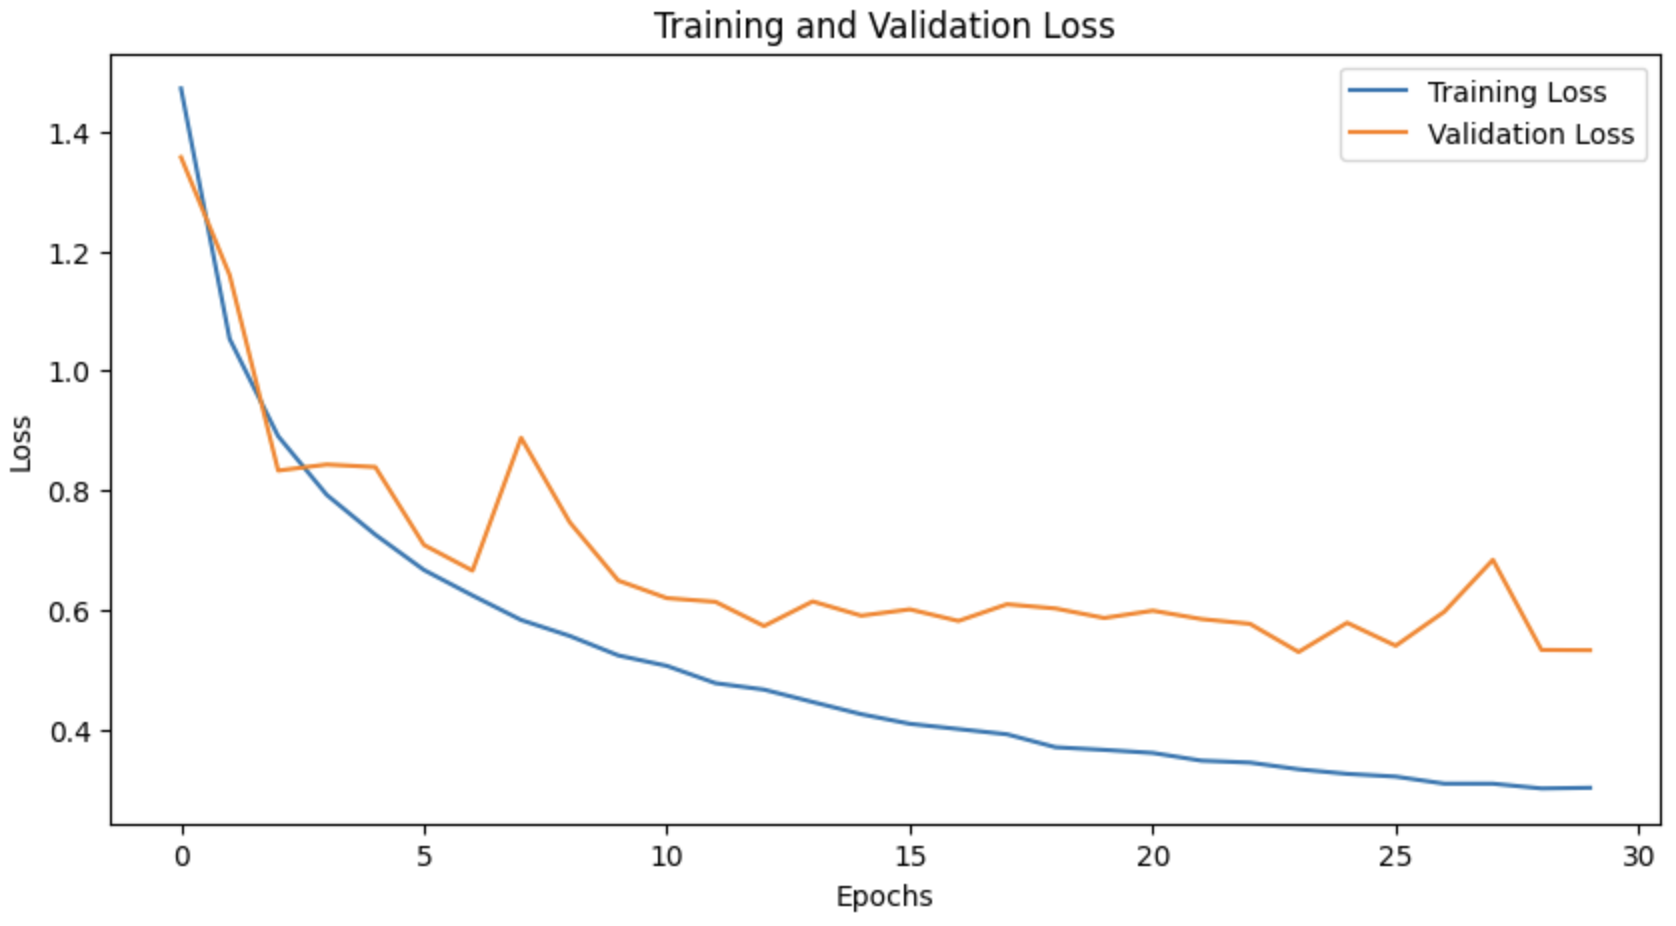 Training and Validation Loss
Training Loss
Validation Loss
1.4
1.2
1.0
0.8
0.6
0.4
Loss
0 5 10 15 20 25 30
Epochs